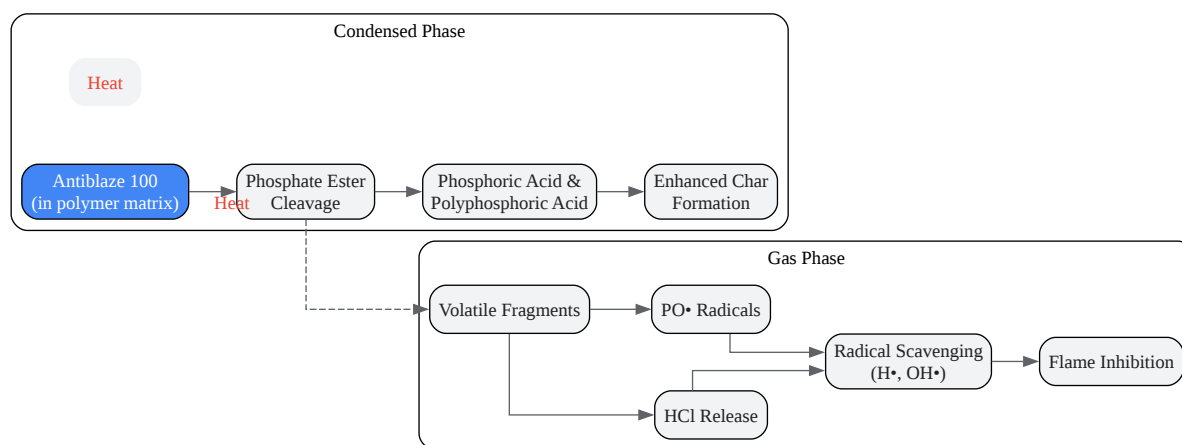 Condensed Phase
Heat
Antiblaze 100
(in polymer matrix)
Heat
Phosphate Ester
Cleavage
Phosphoric Acid &
Polyphosphoric Acid
Enhanced Char
Formation
Gas Phase
Volatile Fragments
PO• Radicals
HCl Release
Radical Scavenging
(H•, OH•)
Flame Inhibition